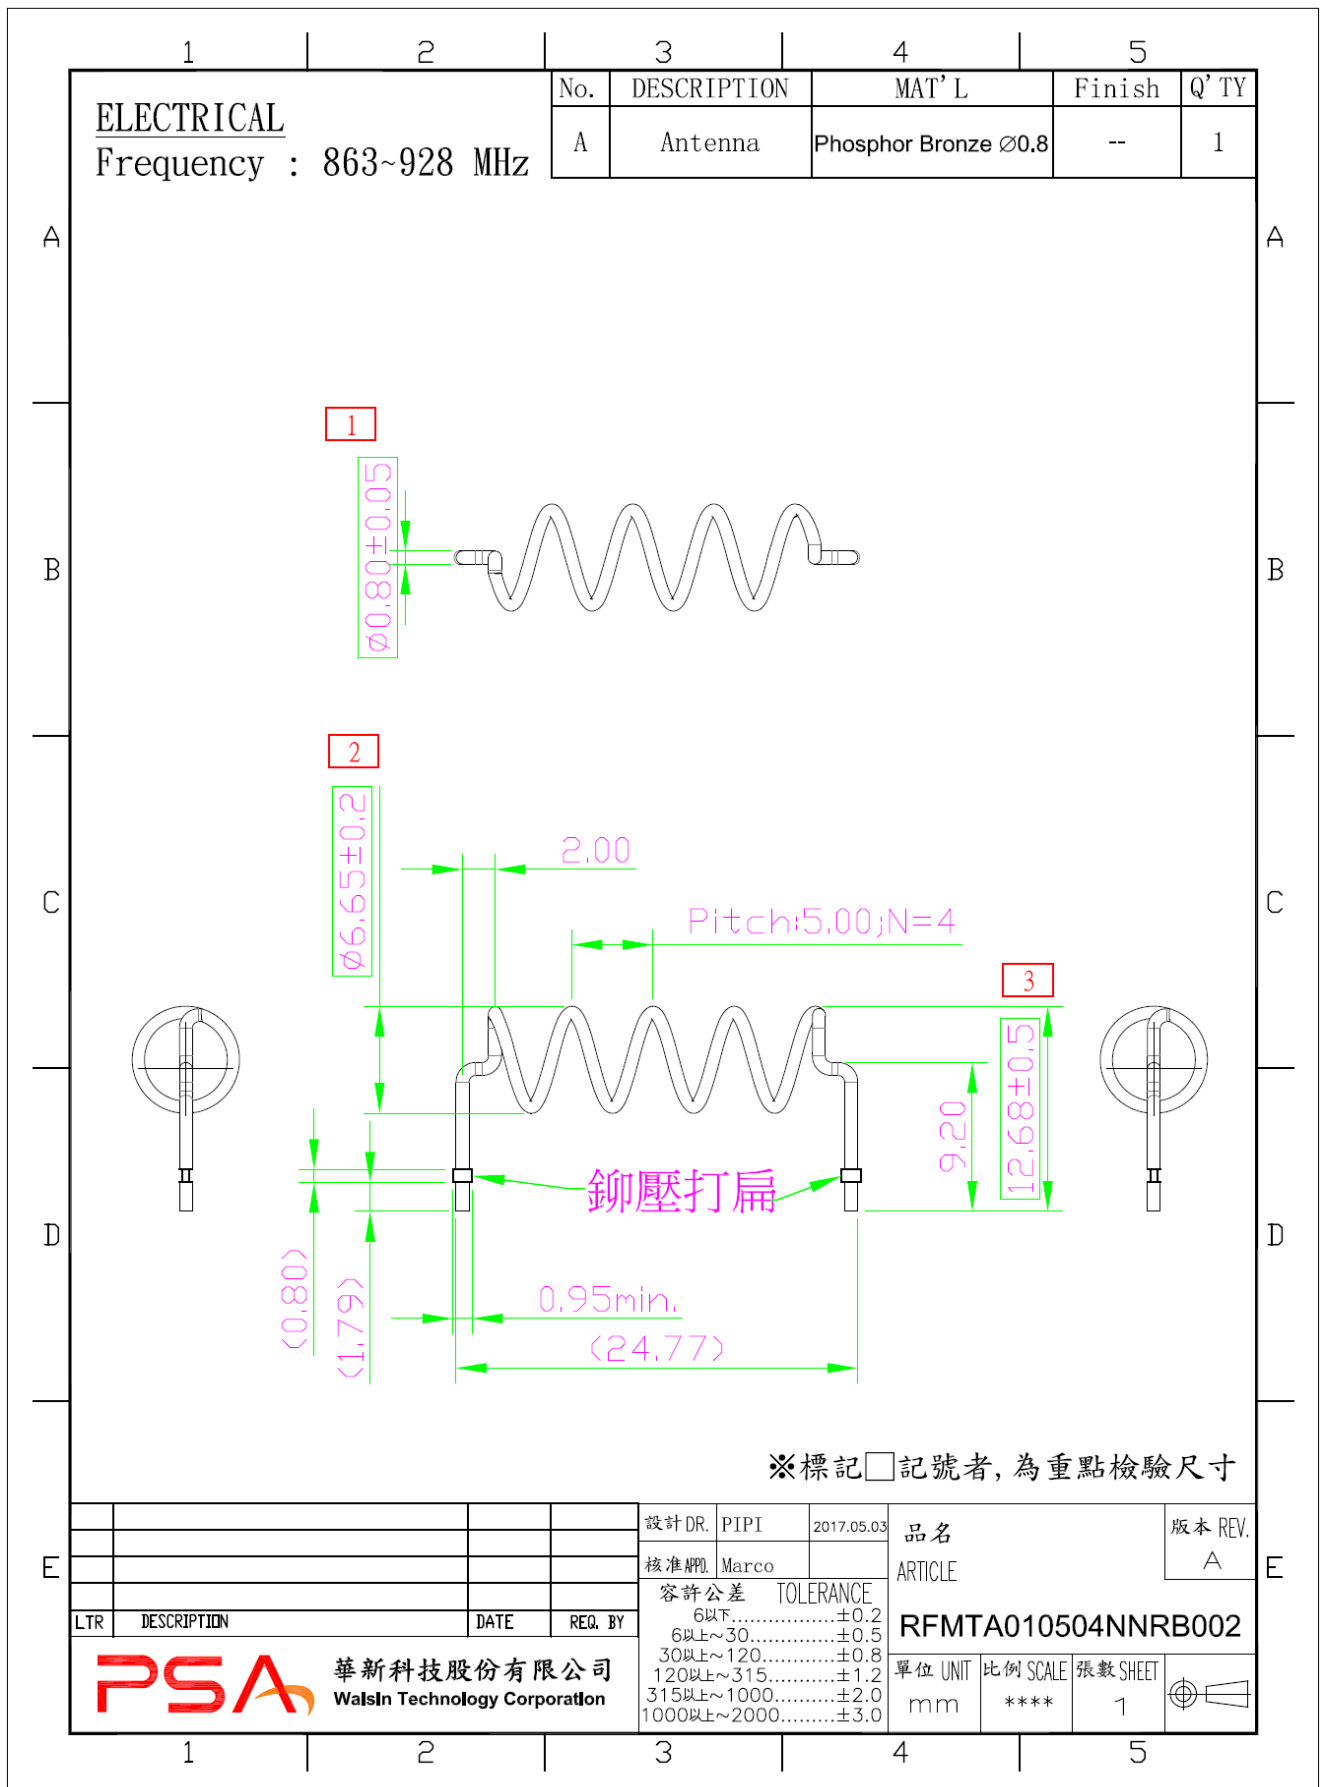 1 2 3 4 5
ELECTRICAL
Frequency : 863~928 MHz
No. DESCRIPTION MAT'L Finish Q'TY
A Antenna Phosphor Bronze ∅0.8 -- 1
A A
1
⌀0.80±0.05
B B
2
⌀6.65±0.2
2.00
C C
Pitch:5.00;N=4
3
12.68±0.5
9.20
鉚壓打扁
D D
(0.80)
(1.79)
0.95min.
(24.77)
※標記□記號者,為重點檢驗尺寸
E E
LTR DESCRIPTION DATE REQ. BY
設計 DR. PIPI 2017.05.03
核准 APPD. Marco
容許公差 TOLERANCE
6以下.................±0.2
6以上~30..............±0.5
30以上~120...........±0.8
120以上~315.........±1.2
315以上~1000.......±2.0
1000以上~2000.........±3.0
品名
ARTICLE
版本 REV.
A
RFMTA010504NNRB002
單位 UNIT 比例 SCALE 張數 SHEET
mm **** 1
PSA
華新科技股份有限公司
Walsin Technology Corporation
1 2 3 4 5